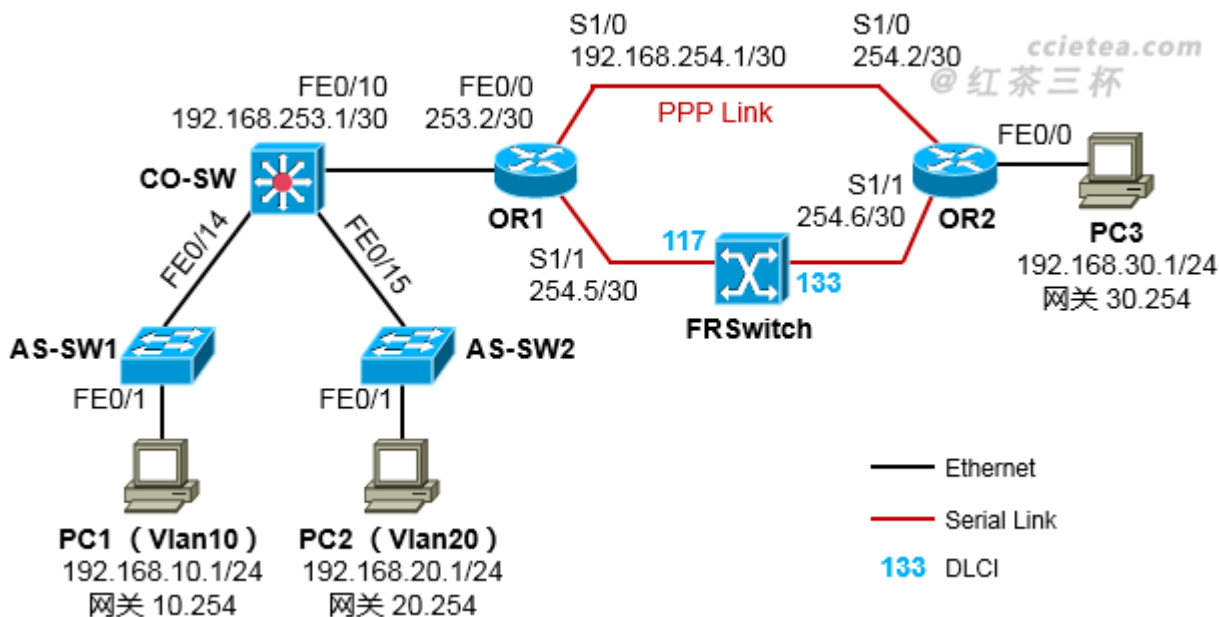 S1/0
192.168.254.1/30
S1/0
254.2/30
ccietea.com
@红茶三杯
FE0/10
192.168.253.1/30
FE0/0
253.2/30
PPP Link
FE0/0
CO-SW
OR1
S1/1
254.6/30
OR2
PC3
192.168.30.1/24
网关 30.254
FE0/14
FE0/15
S1/1
254.5/30
117
133
FRSwitch
AS-SW1
AS-SW2
FE0/1
FE0/1
PC1 （Vlan10）
192.168.10.1/24
网关 10.254
PC2 （Vlan20）
192.168.20.1/24
网关 20.254
Ethernet
Serial Link
133 DLCI